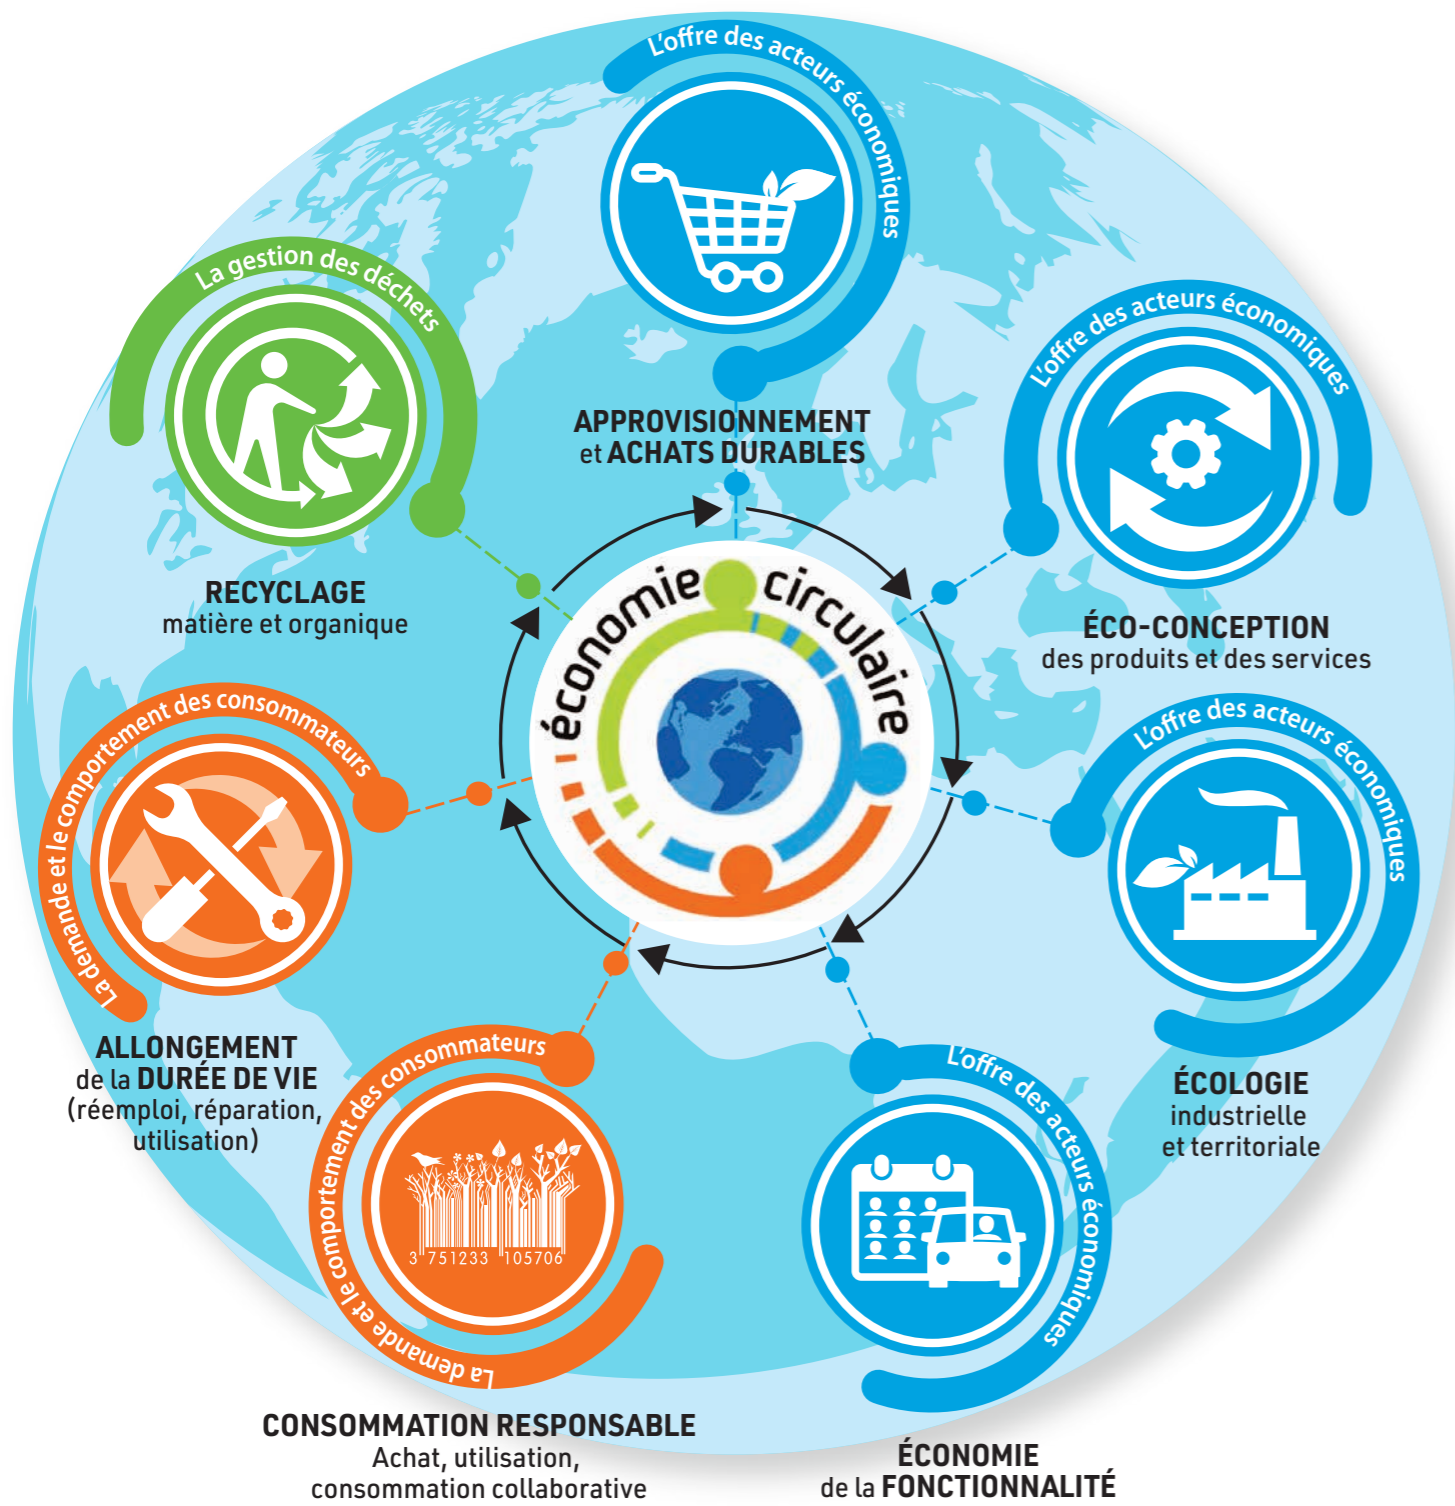 L'offre des acteurs économiques
APPROVISIONNEMENT
et ACHATS DURABLES
L'offre des acteurs économiques
ÉCO-CONCEPTION
des produits et des services
L'offre des acteurs économiques
ÉCOLOGIE
industrielle
et territoriale
L'offre des acteurs économiques
ÉCONOMIE
de la FONCTIONNALITÉ
La demande et le comportement des consommateurs
3 751233 105706
CONSOMMATION RESPONSABLE
Achat, utilisation,
consommation collaborative
La demande et le comportement des consommateurs
ALLONGEMENT
de la DURÉE DE VIE
(réemploi, réparation,
utilisation)
La gestion des déchets
RECYCLAGE
matière et organique
économie circulaire